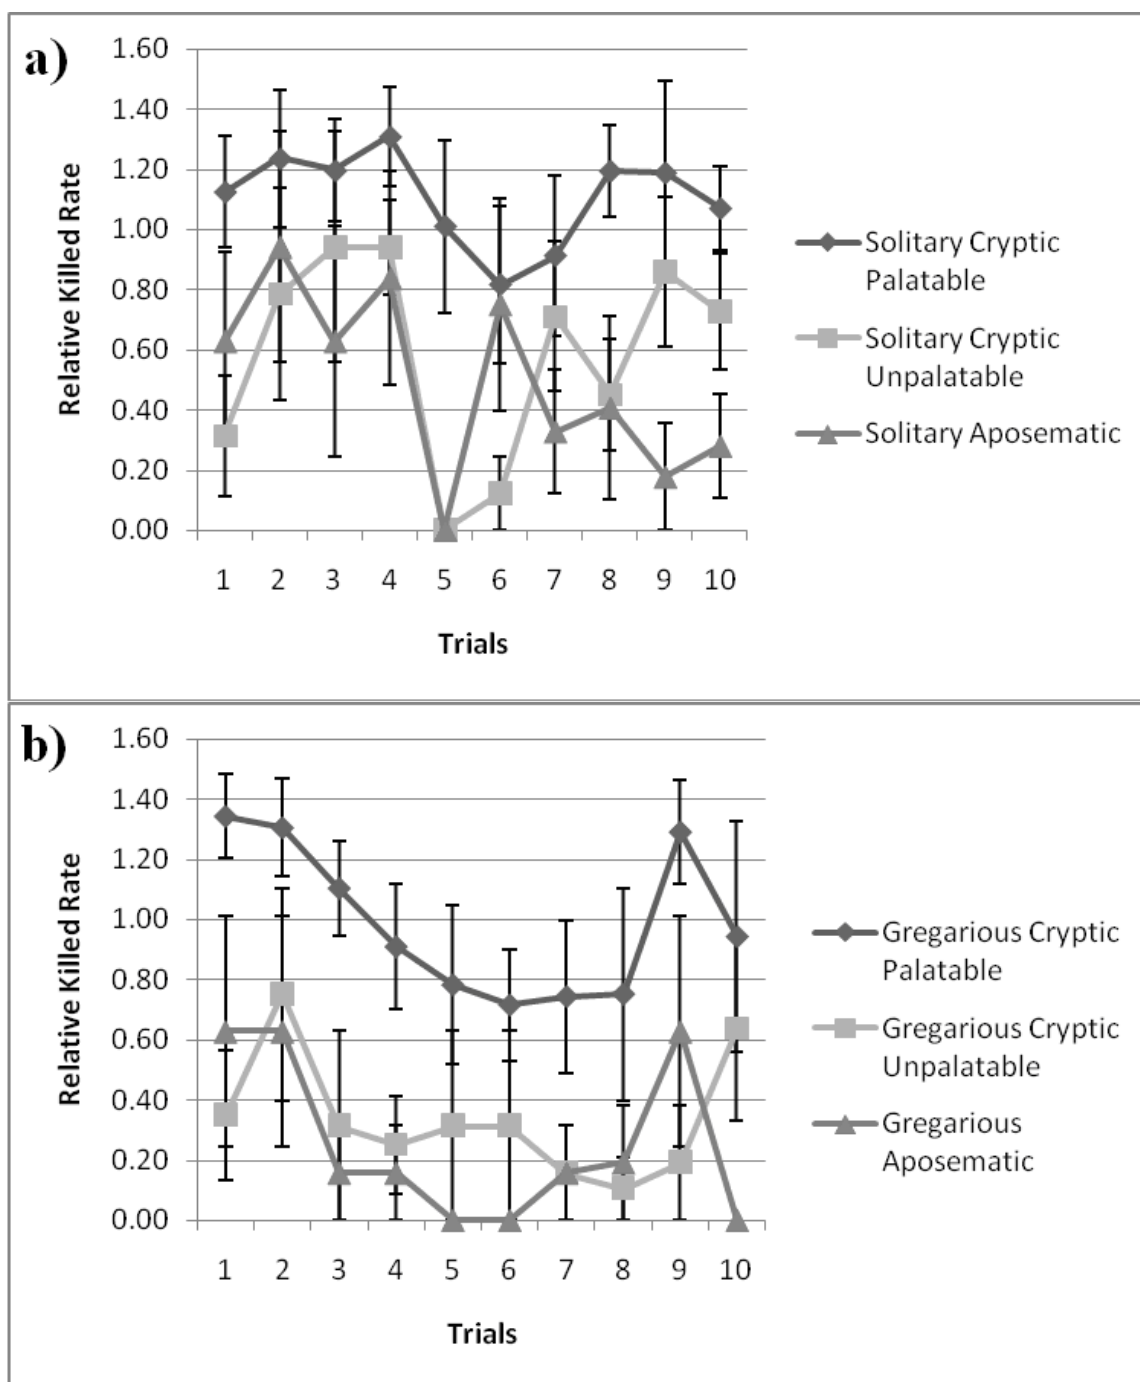 a)
1.60
1.40
1.20
1.00
0.80
0.60
0.40
0.20
0.00
Relative Killed Rate
1 2 3 4 5 6 7 8 9 10
Trials
Solitary Cryptic
Palatable
Solitary Cryptic
Unpalatable
Solitary Aposematic
b)
1.60
1.40
1.20
1.00
0.80
0.60
0.40
0.20
0.00
Relative Killed Rate
1 2 3 4 5 6 7 8 9 10
Trials
Gregarious Cryptic
Palatable
Gregarious Cryptic
Unpalatable
Gregarious
Aposematic